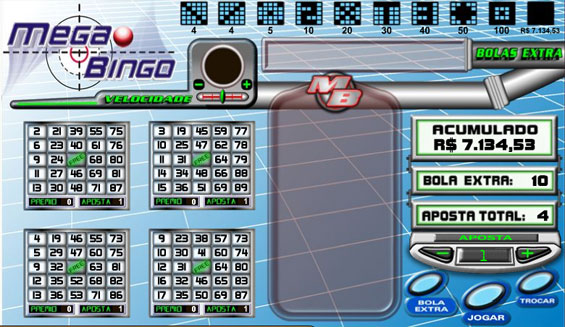 Mega
Bingo
4 4 5 10 20 30 40 50 100 R$ 7.134,53
BOLAS EXTRA
- +
VELOCIDADE
MB
2 21 39 55 75
6 23 40 61 76
9 24 FREE 68 80
11 27 46 69 81
13 30 48 71 87
PREMIO 0 APOSTA 1
3 19 45 59 77
10 25 47 62 78
11 31 FREE 64 79
14 34 48 66 88
15 36 51 69 89
PREMIO 0 APOSTA 1
4 19 46 55 73
5 29 47 60 75
9 32 FREE 63 81
12 35 52 68 82
13 36 53 71 86
PREMIO 0 APOSTA 1
9 23 38 57 73
10 30 41 60 74
12 31 FREE 66 81
16 32 46 67 84
17 35 50 69 87
PREMIO 0 APOSTA 1
ACUMULADO
R$ 7.134,53
BOLA EXTRA: 10
APOSTA TOTAL: 4
APOSTA
- 1 +
BOLA
EXTRA
JOGAR
TROCAR